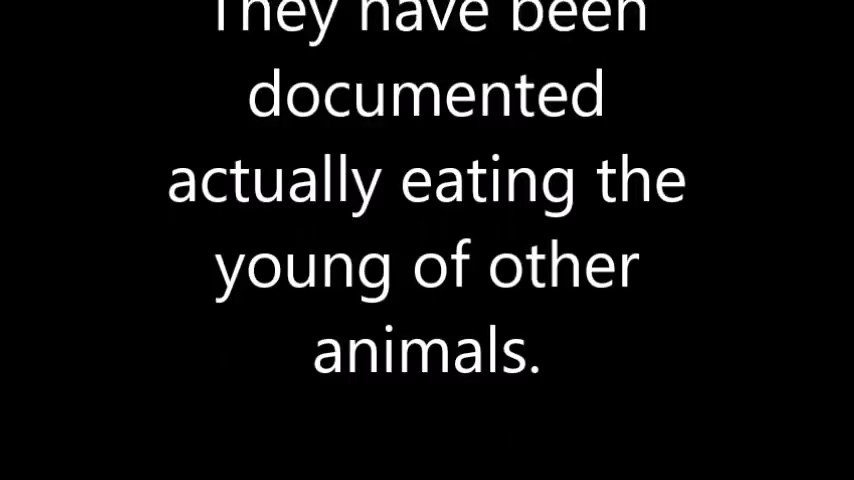 They have been
documented
actually eating the
young of other
animals.